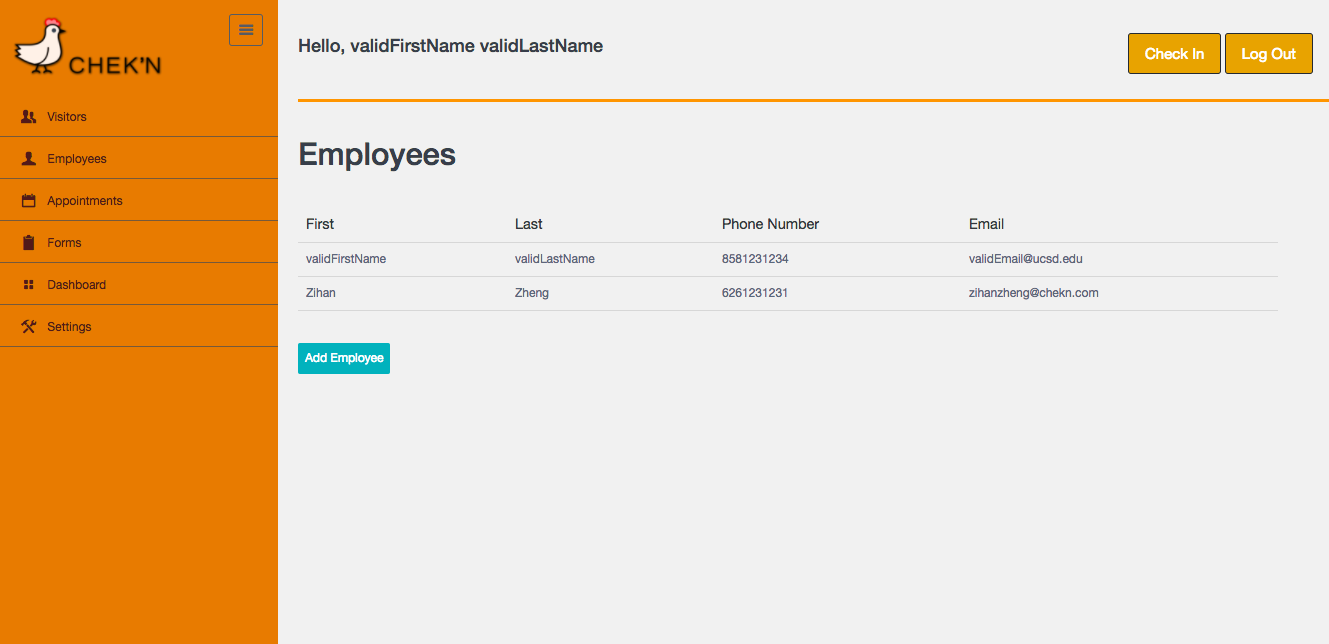 CHEK'N
Visitors
Employees
Appointments
Forms
Dashboard
Settings
Hello, validFirstName validLastName
Check In Log Out
Employees
First Last Phone Number Email
validFirstName validLastName 8581231234 validEmail@ucsd.edu
Zihan Zheng 6261231231 zihanzheng@chekn.com
Add Employee